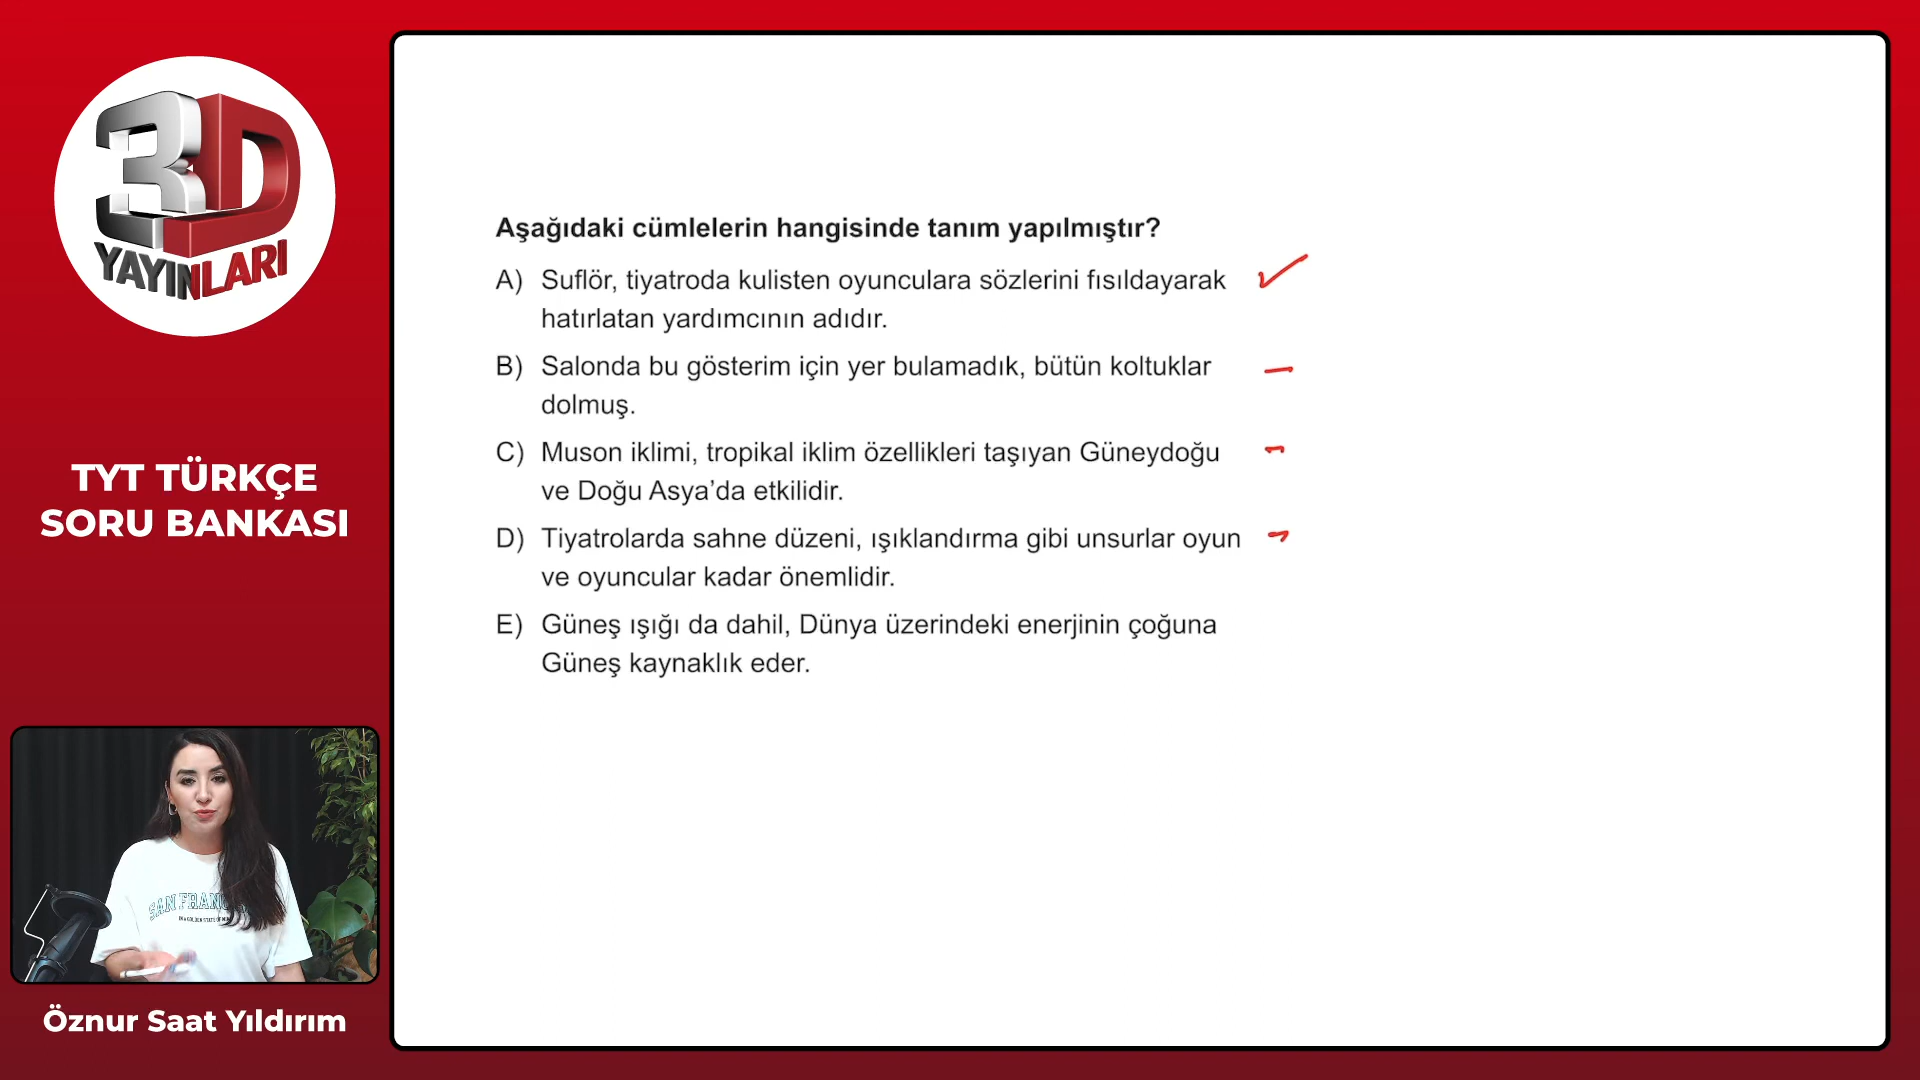 3D
YAYINLARI
TYT TÜRKÇE
SORU BANKASI
Öznur Saat Yıldırım
Aşağıdaki cümlelerin hangisinde tanım yapılmıştır?
A) Suflör, tiyatroda kulisten oyunculara sözlerini fısıldayarak
hatırlatan yardımcının adıdır.
B) Salonda bu gösterim için yer bulamadık, bütün koltuklar
dolmuş.
C) Muson iklimi, tropikal iklim özellikleri taşıyan Güneydoğu
ve Doğu Asya’da etkilidir.
D) Tiyatrolarda sahne düzeni, ışıklandırma gibi unsurlar oyun
ve oyuncular kadar önemlidir.
E) Güneş ışığı da dahil, Dünya üzerindeki enerjinin çoğuna
Güneş kaynaklık eder.